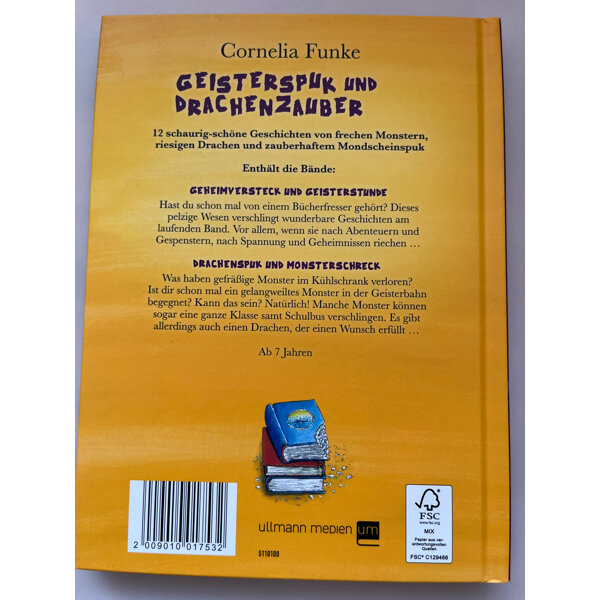 Cornelia Funke
GEISTERSPUK UND
DRACHENZAUBER
12 schaurig-schöne Geschichten von frechen Monstern,
riesigen Drachen und zauberhaftem Mondscheinspuk
Enthält die Bände:
GEHEIMVERSTECK UND GEISTERSTUNDE
Hast du schon mal von einem Bücherfresser gehört? Dieses
pelzige Wesen verschlingt wunderbare Geschichten am
laufenden Band. Vor allem, wenn sie nach Abenteuern und
Gespenstern, nach Spannung und Geheimnissen riechen …
DRACHENSPUK UND MONSTERSCHRECK
Was haben gefräßige Monster im Kühlschrank verloren?
Ist dir schon mal ein gelangweiltes Monster in der Geisterbahn
begegnet? Kann das sein? Natürlich! Manche Monster können
sogar eine ganze Klasse samt Schulbus verschlingen. Es gibt
allerdings auch einen Drachen, der einen Wunsch erfüllt …
Ab 7 Jahren
2 009010 017532
ullmann medien um
5110100
FSC
www.fsc.org
MIX
Papier aus ver-
antwortungsvollen
Quellen
FSC® C129466